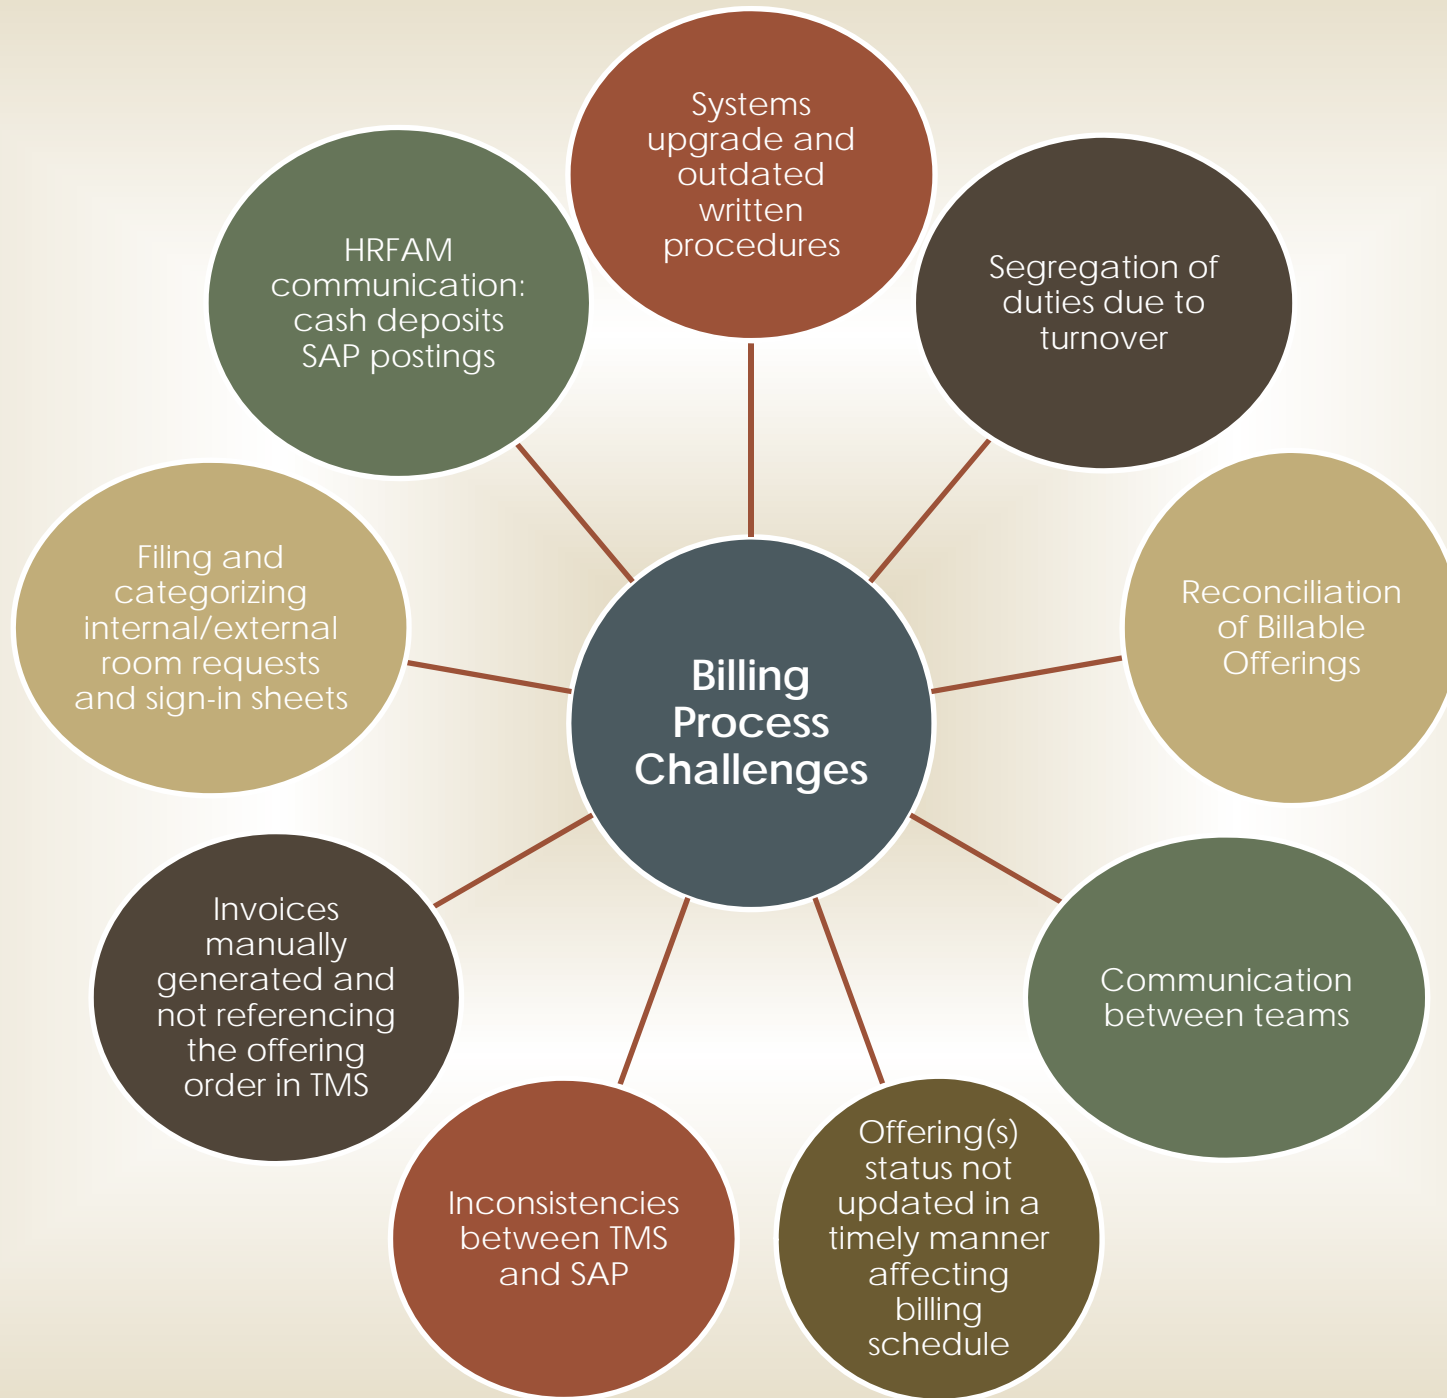 Systems
upgrade and
outdated
written
procedures
Segregation of
duties due to
turnover
Reconciliation
of Billable
Offerings
Communication
between teams
Offering(s)
status not
updated in a
timely manner
affecting
billing
schedule
Inconsistencies
between TMS
and SAP
Invoices
manually
generated and
not referencing
the offering
order in TMS
Filing and
categorizing
internal/external
room requests
and sign-in sheets
HRFAM
communication:
cash deposits
SAP postings
Billing
Process
Challenges